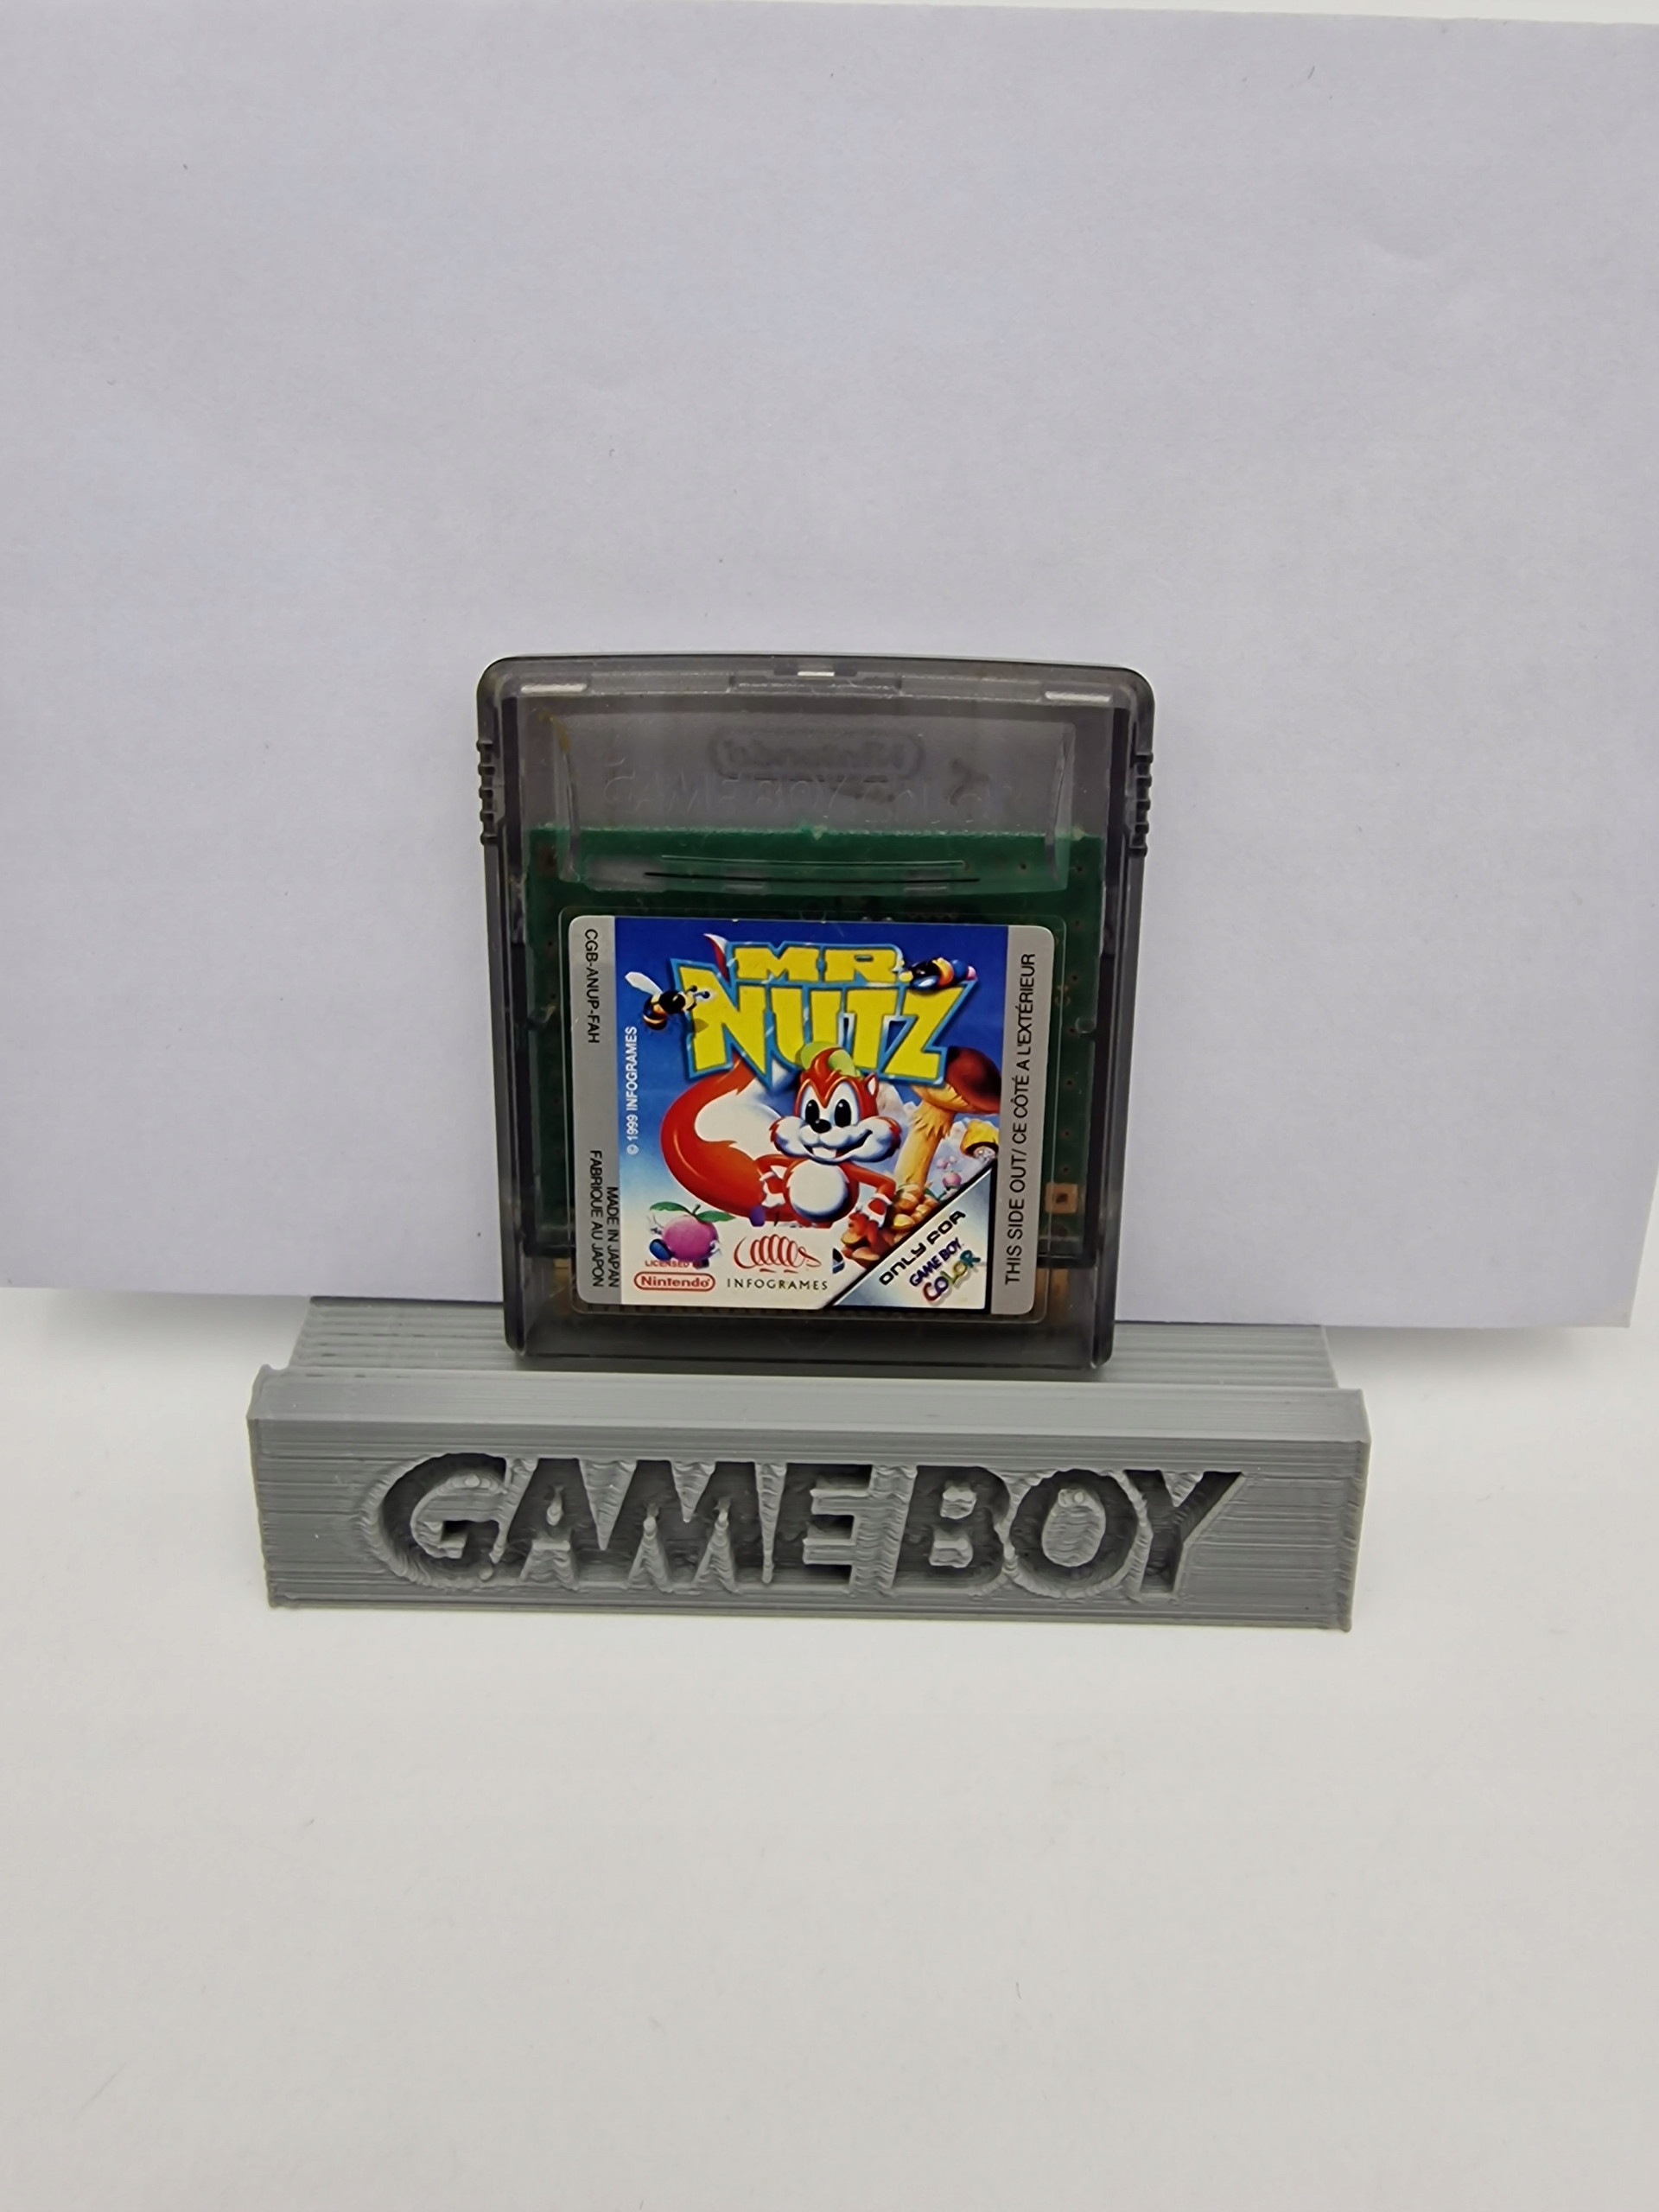 MR.
NUTZ
CGB-ANUP-FAH
© 1999 INFOGRAMES
MADE IN JAPAN
FABRIQUE AU JAPON
LICENSED BY
Nintendo
INFOGRAMES
ONLY FOR
GAME BOY
COLOR
THIS SIDE OUT/ CE CÔTÉ A L'EXTÉRIEUR
GAME BOY